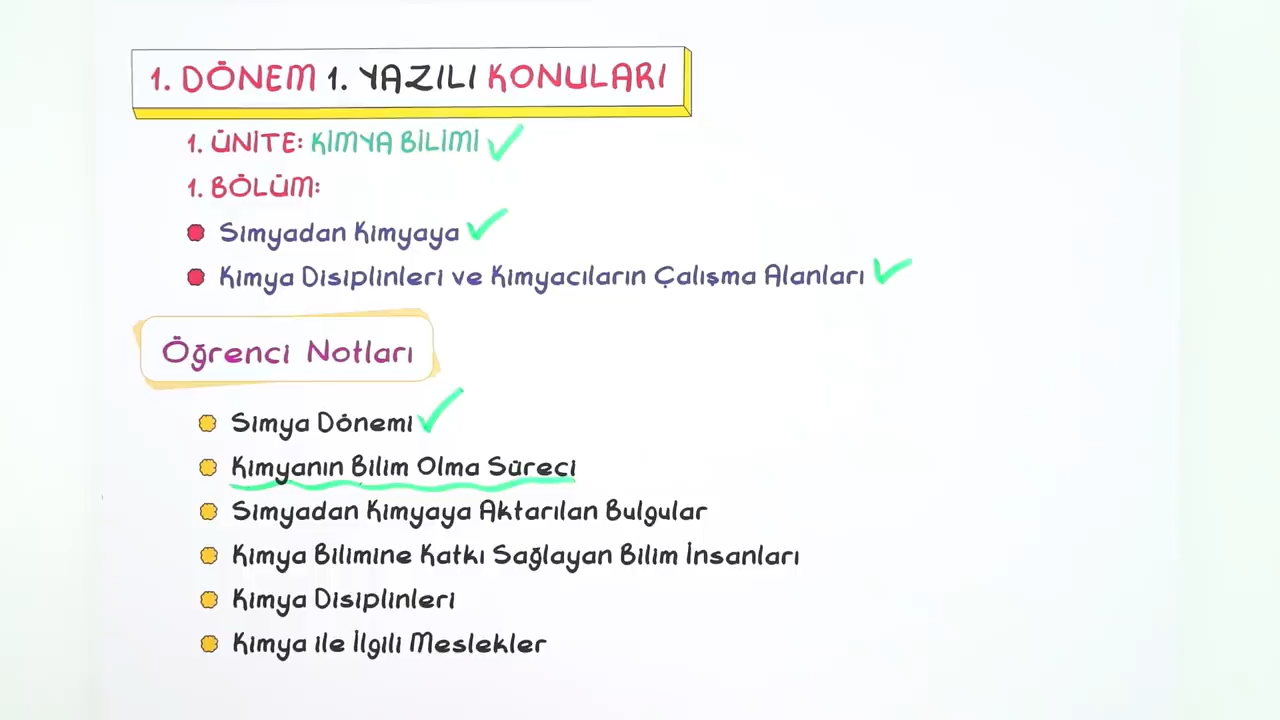 1. DÖNEM 1. YAZILI KONULARI
1. ÜNİTE: KİMYA BİLİMİ
1. BÖLÜM:
Simyadan Kimyaya
Kimya Disiplinleri ve Kimyacıların Çalışma Alanları
Öğrenci Notları
Simya Dönemi
Kimyanın Bilim Olma Süreci
Simyadan Kimyaya Aktarılan Bulgular
Kimya Bilimine Katkı Sağlayan Bilim İnsanları
Kimya Disiplinleri
Kimya ile İlgili Meslekler